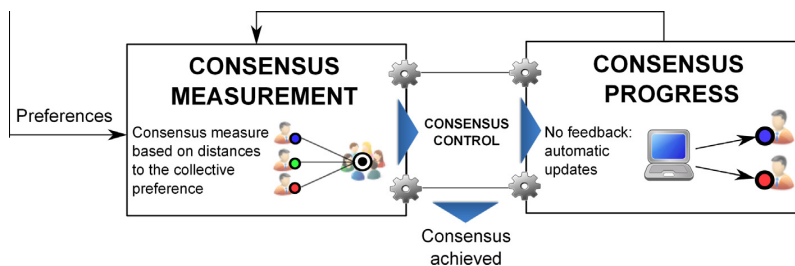 Preferences
CONSENSUS
MEASUREMENT
Consensus measure
based on distances
to the collective
preference
CONSENSUS
CONTROL
Consensus
achieved
CONSENSUS
PROGRESS
No feedback:
automatic
updates